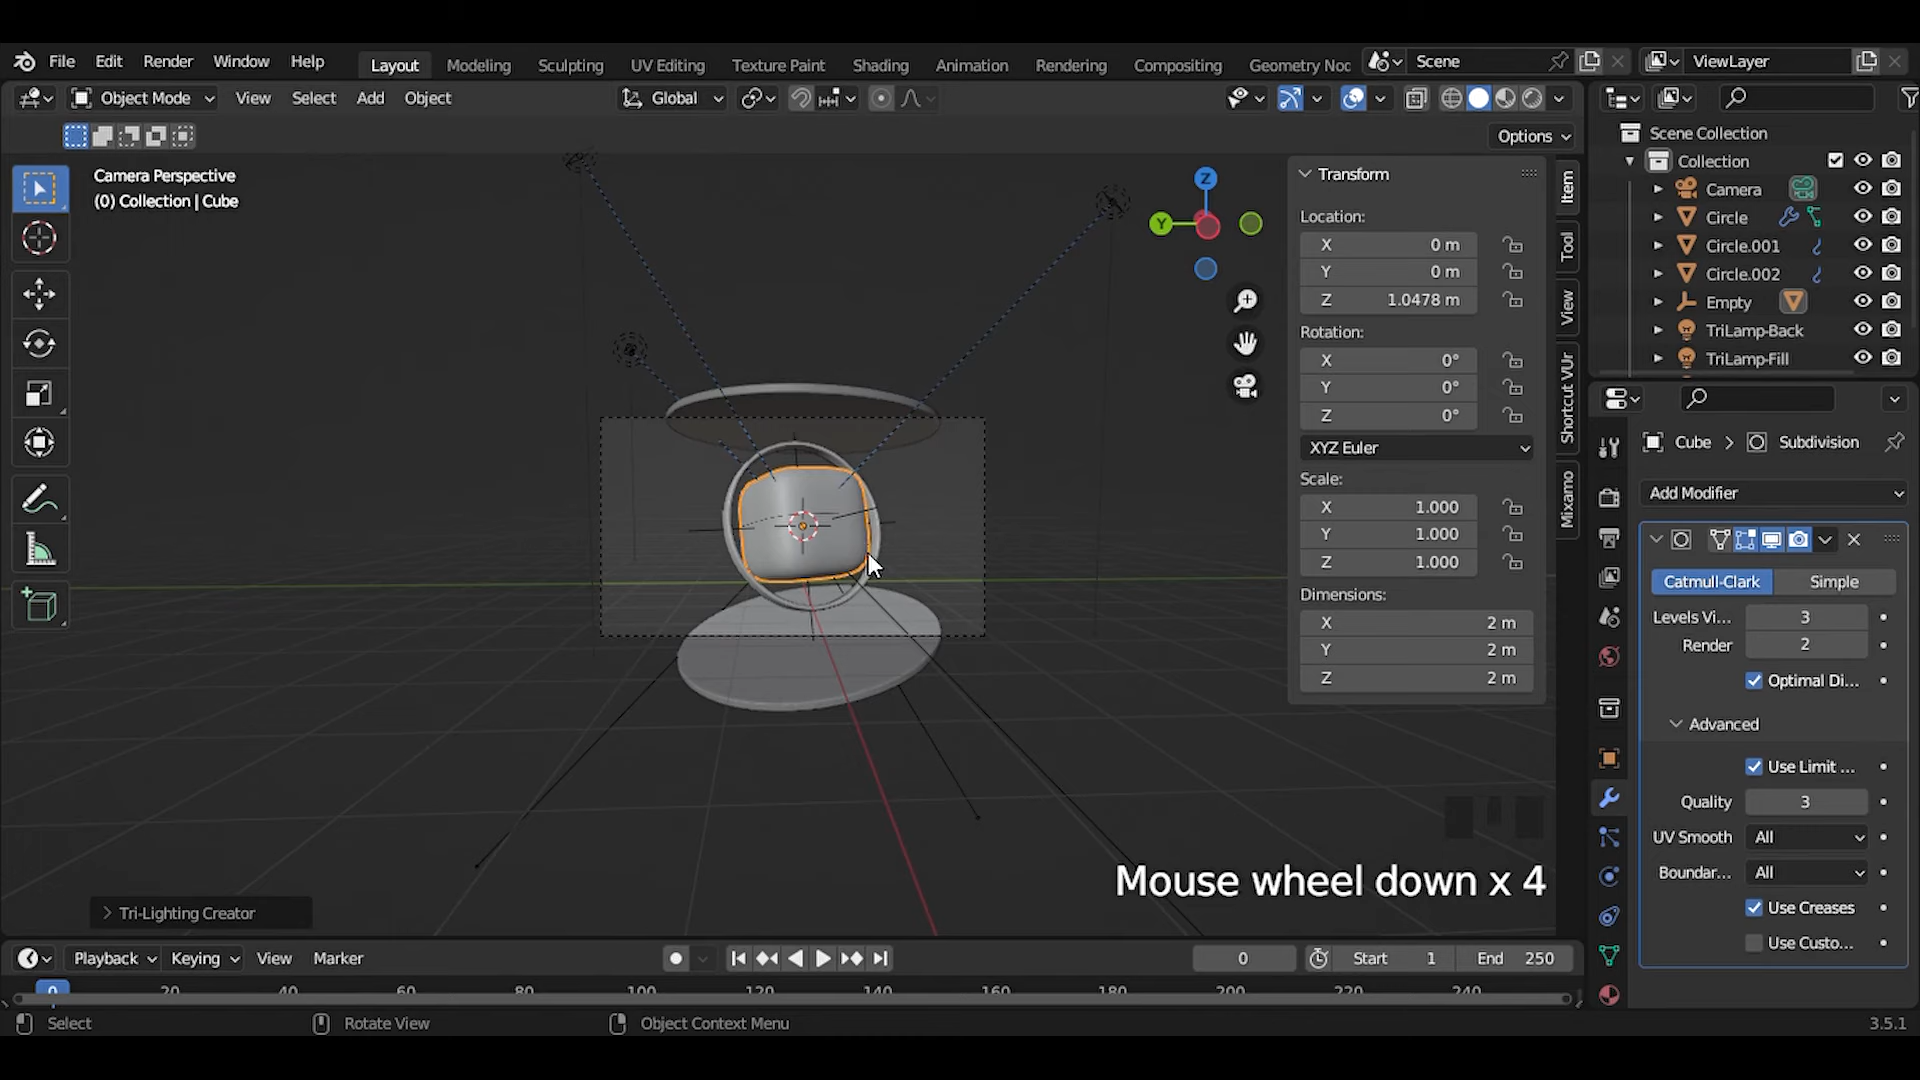 File Edit Render Window Help Layout Modeling Sculpting UV Editing Texture Paint Shading Animation Rendering Compositing Geometry Noc Scene ViewLayer
Object Mode View Select Add Object Global
Options
Camera Perspective
(0) Collection | Cube
Z
Y
Transform
Location:
X 0 m
Y 0 m
Z 1.0478 m
Rotation:
X 0°
Y 0°
Z 0°
XYZ Euler
Scale:
X 1.000
Y 1.000
Z 1.000
Dimensions:
X 2 m
Y 2 m
Z 2 m
Item
Tool
View
Shortcut VUr
Mixamo
Scene Collection
Collection
Camera
Circle
Circle.001
Circle.002
Empty
TriLamp-Back
TriLamp-Fill
Cube > Subdivision
Add Modifier
Catmull-Clark Simple
Levels Vi... 3
Render 2
Optimal Di...
Advanced
Use Limit ...
Quality 3
UV Smooth All
Boundar... All
Use Creases
Use Custo...
Mouse wheel down x 4
Tri-Lighting Creator
Playback Keying View Marker 0 Start 1 End 250
0 20 40 60 80 100 120 140 160 180 200 220 240
Select Rotate View Object Context Menu 3.5.1